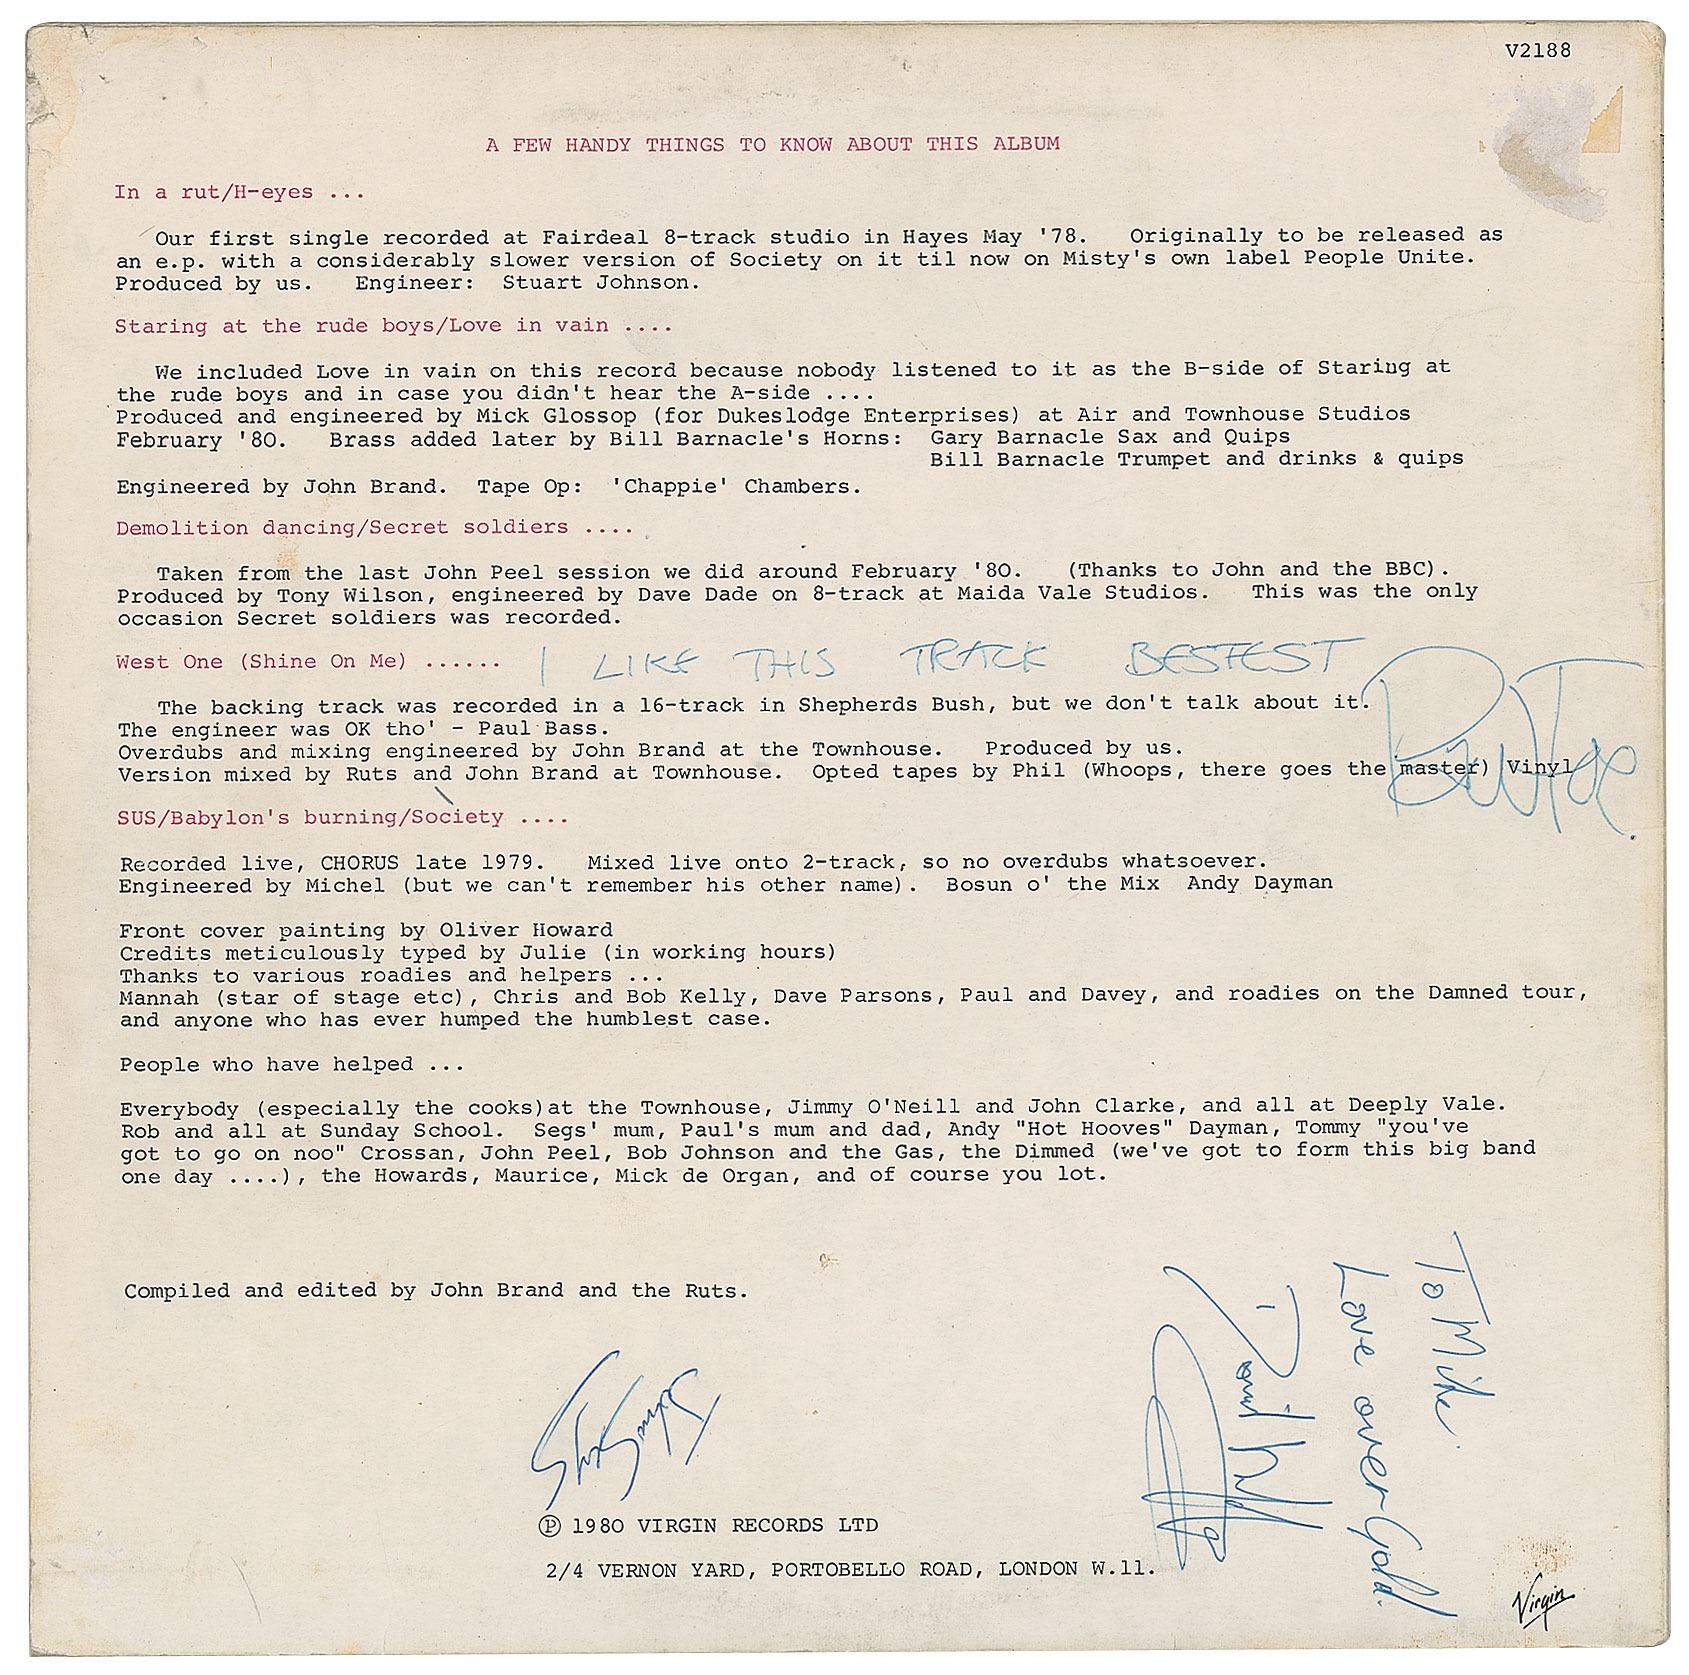 V2188
A FEW HANDY THINGS TO KNOW ABOUT THIS ALBUM
In a rut/H-eyes ...
Our first single recorded at Fairdeal 8-track studio in Hayes May '78. Originally to be released as
an e.p. with a considerably slower version of Society on it til now on Misty's own label People Unite.
Produced by us. Engineer: Stuart Johnson.
Staring at the rude boys/Love in vain ....
We included Love in vain on this record because nobody listened to it as the B-side of Staring at
the rude boys and in case you didn't hear the A-side ....
Produced and engineered by Mick Glossop (for Dukeslodge Enterprises) at Air and Townhouse Studios
February '80. Brass added later by Bill Barnacle's Horns: Gary Barnacle Sax and Quips
Bill Barnacle Trumpet and drinks & quips
Engineered by John Brand. Tape Op: 'Chappie' Chambers.
Demolition dancing/Secret soldiers ....
Taken from the last John Peel session we did around February '80. (Thanks to John and the BBC).
Produced by Tony Wilson, engineered by Dave Dade on 8-track at Maida Vale Studios. This was the only
occasion Secret soldiers was recorded.
West One (Shine On Me) ...... I LIKE THIS TRACK BESTEST
The backing track was recorded in a 16-track in Shepherds Bush, but we don't talk about it.
The engineer was OK tho' - Paul Bass.
Overdubs and mixing engineered by John Brand at the Townhouse. Produced by us.
Version mixed by Ruts and John Brand at Townhouse. Opted tapes by Phil (Whoops, there goes the master) Vinyl
SUS/Babylon's burning/Society ....
Recorded live, CHORUS late 1979. Mixed live onto 2-track, so no overdubs whatsoever.
Engineered by Michel (but we can't remember his other name). Bosun o' the Mix Andy Dayman
Front cover painting by Oliver Howard
Credits meticulously typed by Julie (in working hours)
Thanks to various roadies and helpers ...
Mannah (star of stage etc), Chris and Bob Kelly, Dave Parsons, Paul and Davey, and roadies on the Damned tour,
and anyone who has ever humped the humblest case.
People who have helped ...
Everybody (especially the cooks)at the Townhouse, Jimmy O'Neill and John Clarke, and all at Deeply Vale.
Rob and all at Sunday School. Segs' mum, Paul's mum and dad, Andy "Hot Hooves" Dayman, Tommy "you've
got to go on noo" Crossan, John Peel, Bob Johnson and the Gas, the Dimmed (we've got to form this big band
one day ....), the Howards, Maurice, Mick de Organ, and of course you lot.
Compiled and edited by John Brand and the Ruts.
To Mike
Love over Gold
David Ruffy
Ⓟ 1980 VIRGIN RECORDS LTD
2/4 VERNON YARD, PORTOBELLO ROAD, LONDON W.11.
Virgin